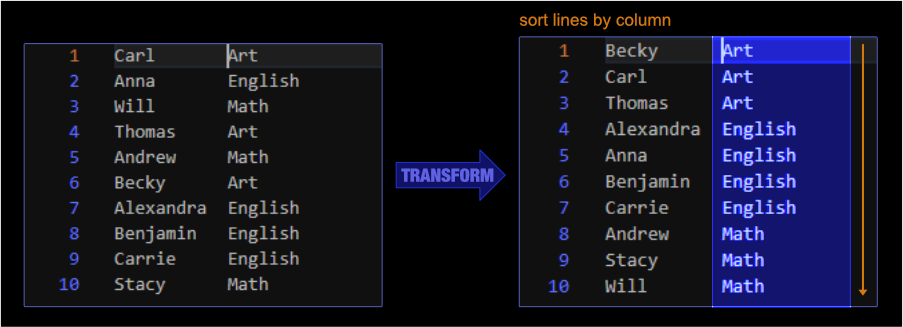 sort lines by column
1 Carl Art
2 Anna English
3 Will Math
4 Thomas Art
5 Andrew Math
6 Becky Art
7 Alexandra English
8 Benjamin English
9 Carrie English
10 Stacy Math
TRANSFORM
1 Becky Art
2 Carl Art
3 Thomas Art
4 Alexandra English
5 Anna English
6 Benjamin English
7 Carrie English
8 Andrew Math
9 Stacy Math
10 Will Math